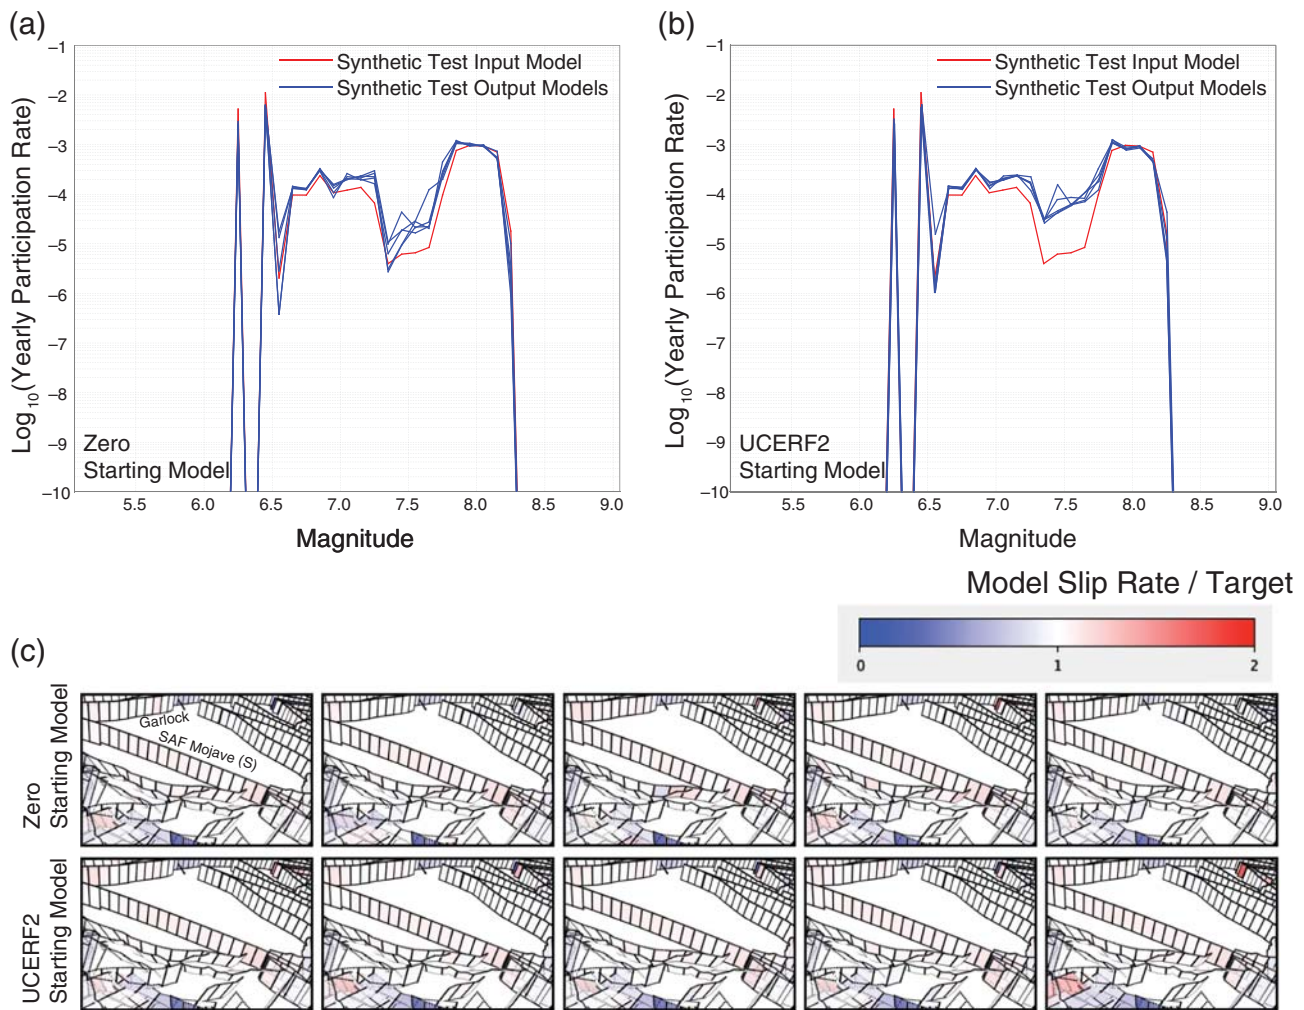 (a)
Log10(Yearly Participation Rate)
−1
−2
−3
−4
−5
−6
−7
−8
−9
−10
Synthetic Test Input Model
Synthetic Test Output Models
Zero
Starting Model
5.5 6.0 6.5 7.0 7.5 8.0 8.5 9.0
Magnitude
(b)
Log10(Yearly Participation Rate)
−1
−2
−3
−4
−5
−6
−7
−8
−9
−10
Synthetic Test Input Model
Synthetic Test Output Models
UCERF2
Starting Model
5.5 6.0 6.5 7.0 7.5 8.0 8.5 9.0
Magnitude
Model Slip Rate / Target
0 1 2
(c)
Zero
Starting Model
Garlock
SAF Mojave (S)
UCERF2
Starting Model